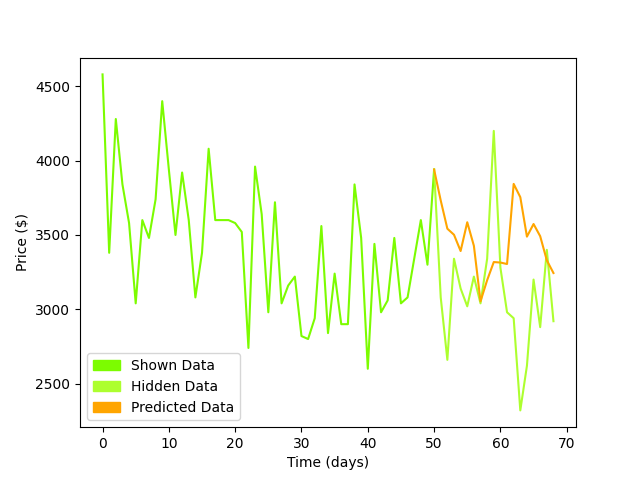 4500
4000
3500
3000
2500
Price ($)
Shown Data
Hidden Data
Predicted Data
0 10 20 30 40 50 60 70
Time (days)